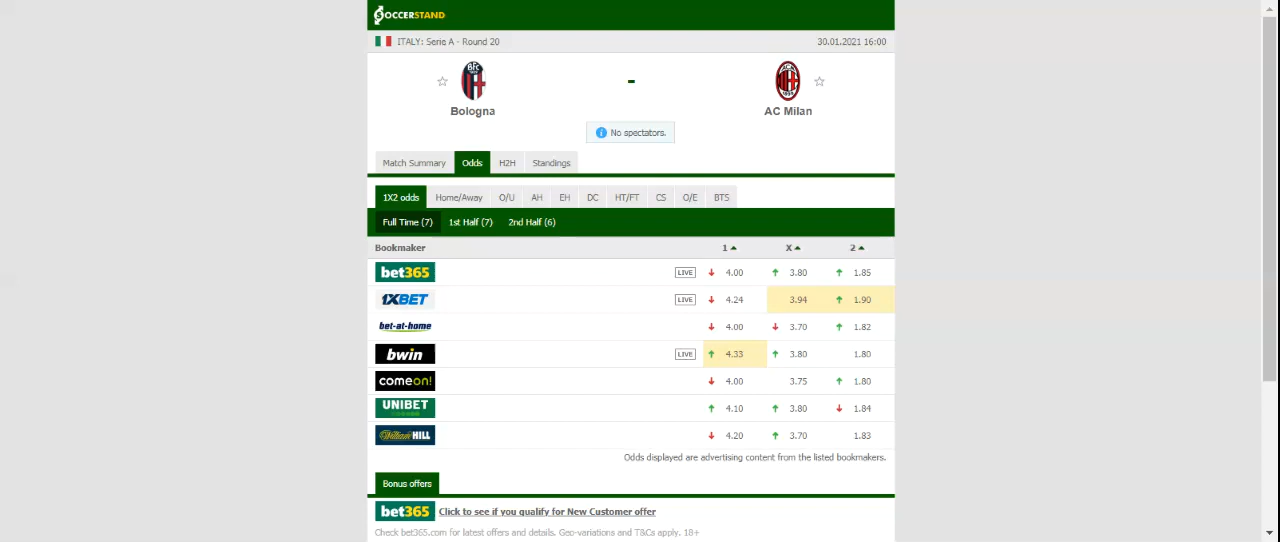 SOCCERSTAND
ITALY: Serie A - Round 20 30.01.2021 16:00
-
Bologna AC Milan
No spectators.
Match Summary Odds H2H Standings
1X2 odds Home/Away O/U AH EH DC HT/FT CS O/E BTS
Full Time (7) 1st Half (7) 2nd Half (6)
Bookmaker 1 X 2
bet365 LIVE 4.00 3.80 1.85
1XBET LIVE 4.24 3.94 1.90
bet-at-home 4.00 3.70 1.82
bwin LIVE 4.33 3.80 1.80
comeon! 4.00 3.75 1.80
UNIBET 4.10 3.80 1.84
William HILL 4.20 3.70 1.83
Odds displayed are advertising content from the listed bookmakers.
Bonus offers
bet365 Click to see if you qualify for New Customer offer
Check bet365.com for latest offers and details. Geo-variations and T&Cs apply. 18+